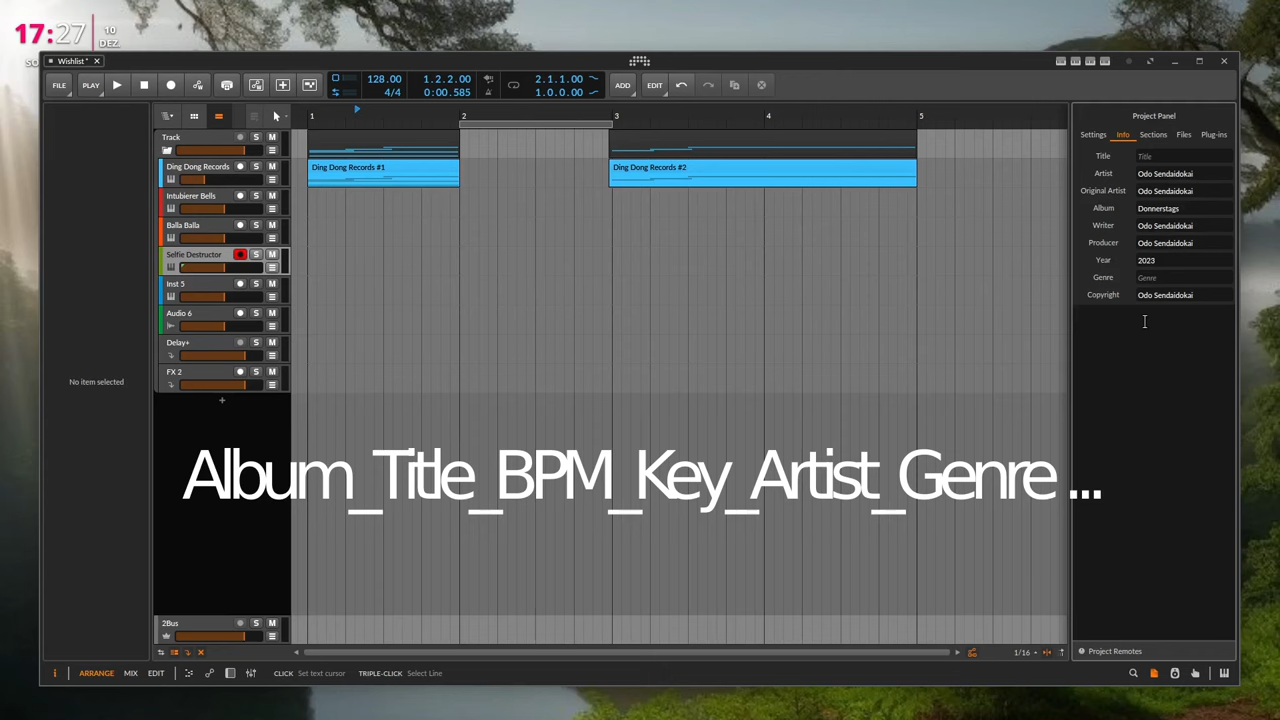 17:27
10
DEZ.
SO
Wishlist*
FILE
PLAY
128.00
4/4
1.2.2.00
0:00.585
2.1.1.00
1.0.0.00
ADD
EDIT
Project Panel
1
2
3
4
5
Settings
Info
Sections
Files
Plug-ins
Track
S
M
Ding Dong Records
S
M
Ding Dong Records #1
Ding Dong Records #2
Intubierer Bells
S
M
Balla Balla
S
M
Selfie Destructor
S
M
Inst 5
S
M
Audio 6
S
M
Delay+
S
M
FX 2
S
M
+
Title Title
Artist Odo Sendaidokai
Original Artist Odo Sendaidokai
Album Donnerstags
Writer Odo Sendaidokai
Producer Odo Sendaidokai
Year 2023
Genre Genre
Copyright Odo Sendaidokai
No item selected
Album_Title_BPM_Key_Artist_Genre ...
2Bus
S
M
1/16
Project Remotes
i
ARRANGE
MIX
EDIT
CLICK Set text cursor
TRIPLE-CLICK Select Line